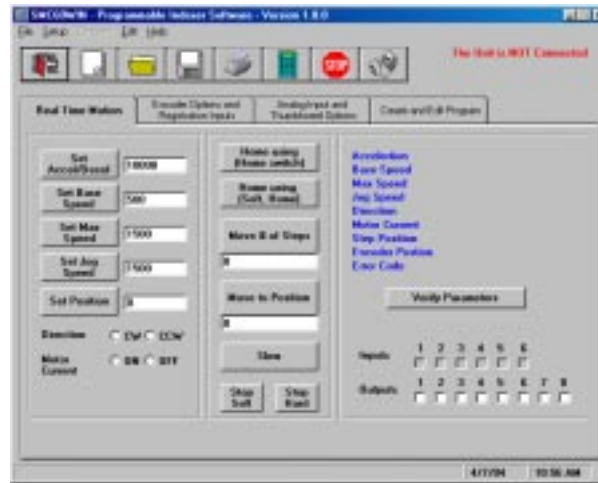 Programmable Indexer Software - Version 1.0.0
File Setup Edit Help
STOP
The Unit is NOT Connected
Real Time Motion
Encoder Options and Registration Inputs
Analog Input and Thumbwheel Options
Create and Edit Program
Set Accel/Decel
Set Base Speed 500
Set Max Speed
Set Jog Speed
Set Position 0
Direction CW CCW
Motor Current ON OFF
Home using (Home switch)
Home using (Soft, Home)
Move # of Steps
0
Move to Position
0
Slew
Stop Soft
Stop Hard
Acceleration
Base Speed
Max Speed
Jog Speed
Direction
Motor Current
Step Position
Encoder Position
Error Code
Verify Parameters
Inputs 1 2 3 4 5 6
Outputs 1 2 3 4 5 6 7 8
10:56 AM